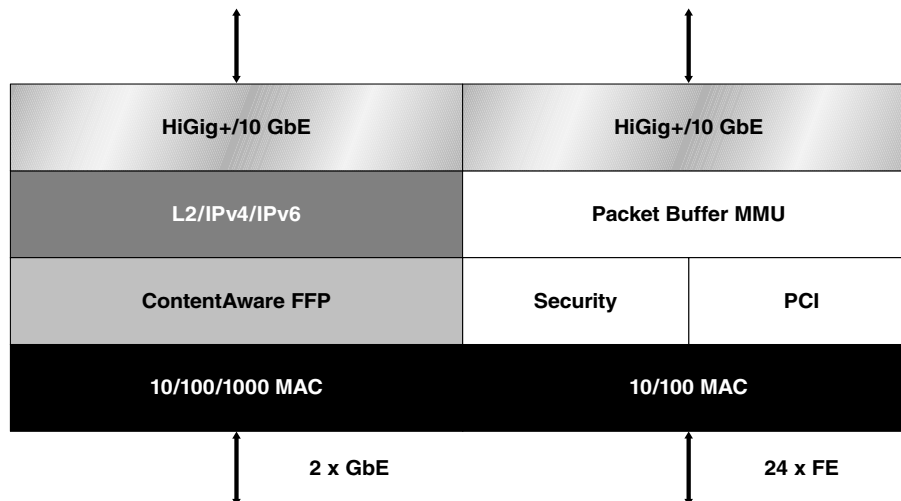 HiGig+/10 GbE
HiGig+/10 GbE
L2/IPv4/IPv6
Packet Buffer MMU
ContentAware FFP
Security
PCI
10/100/1000 MAC
10/100 MAC
2 x GbE
24 x FE